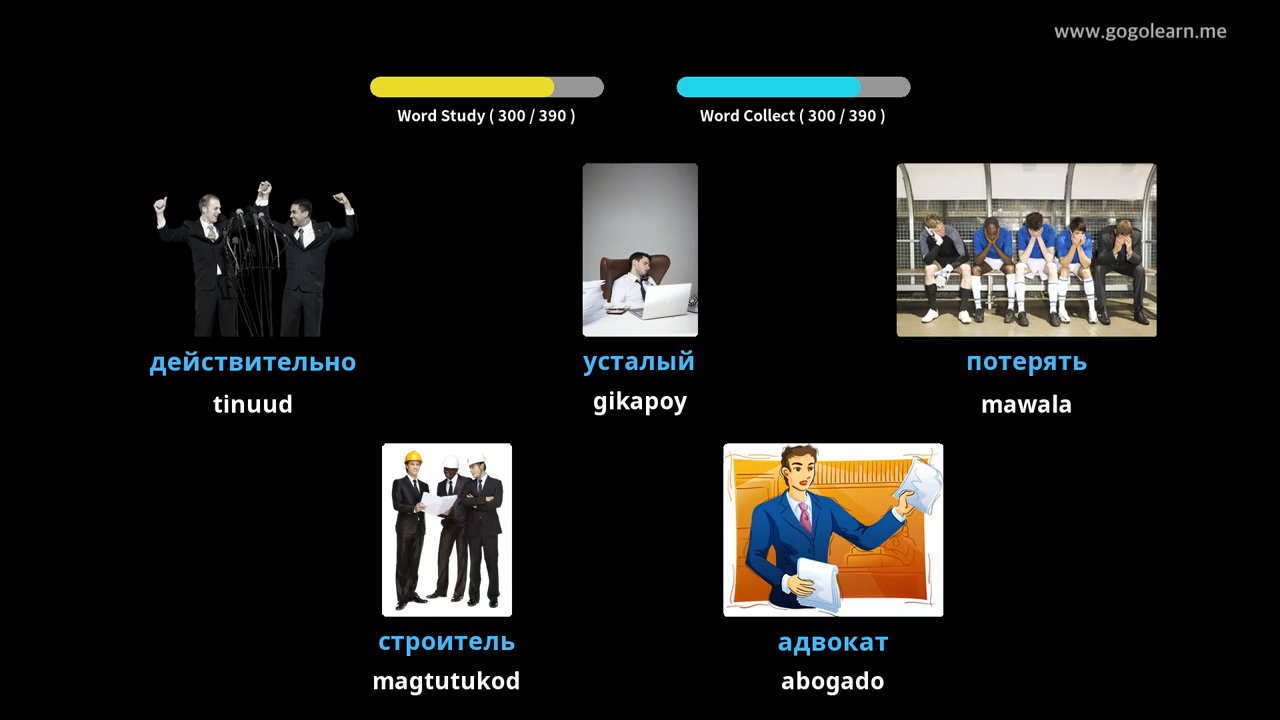 www.gogolearn.me
Word Study ( 300 / 390 )
Word Collect ( 300 / 390 )
действительно
tinuud
усталый
gikapoy
потерять
mawala
строитель
magtutukod
адвокат
abogado